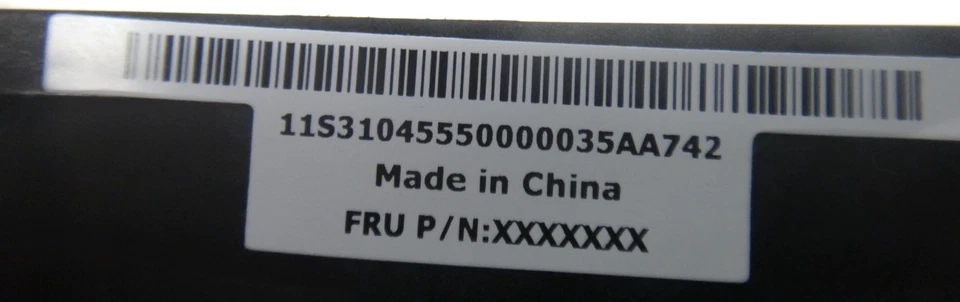 11S31045550000035AA742
Made in China
FRU P/N:XXXXXXX